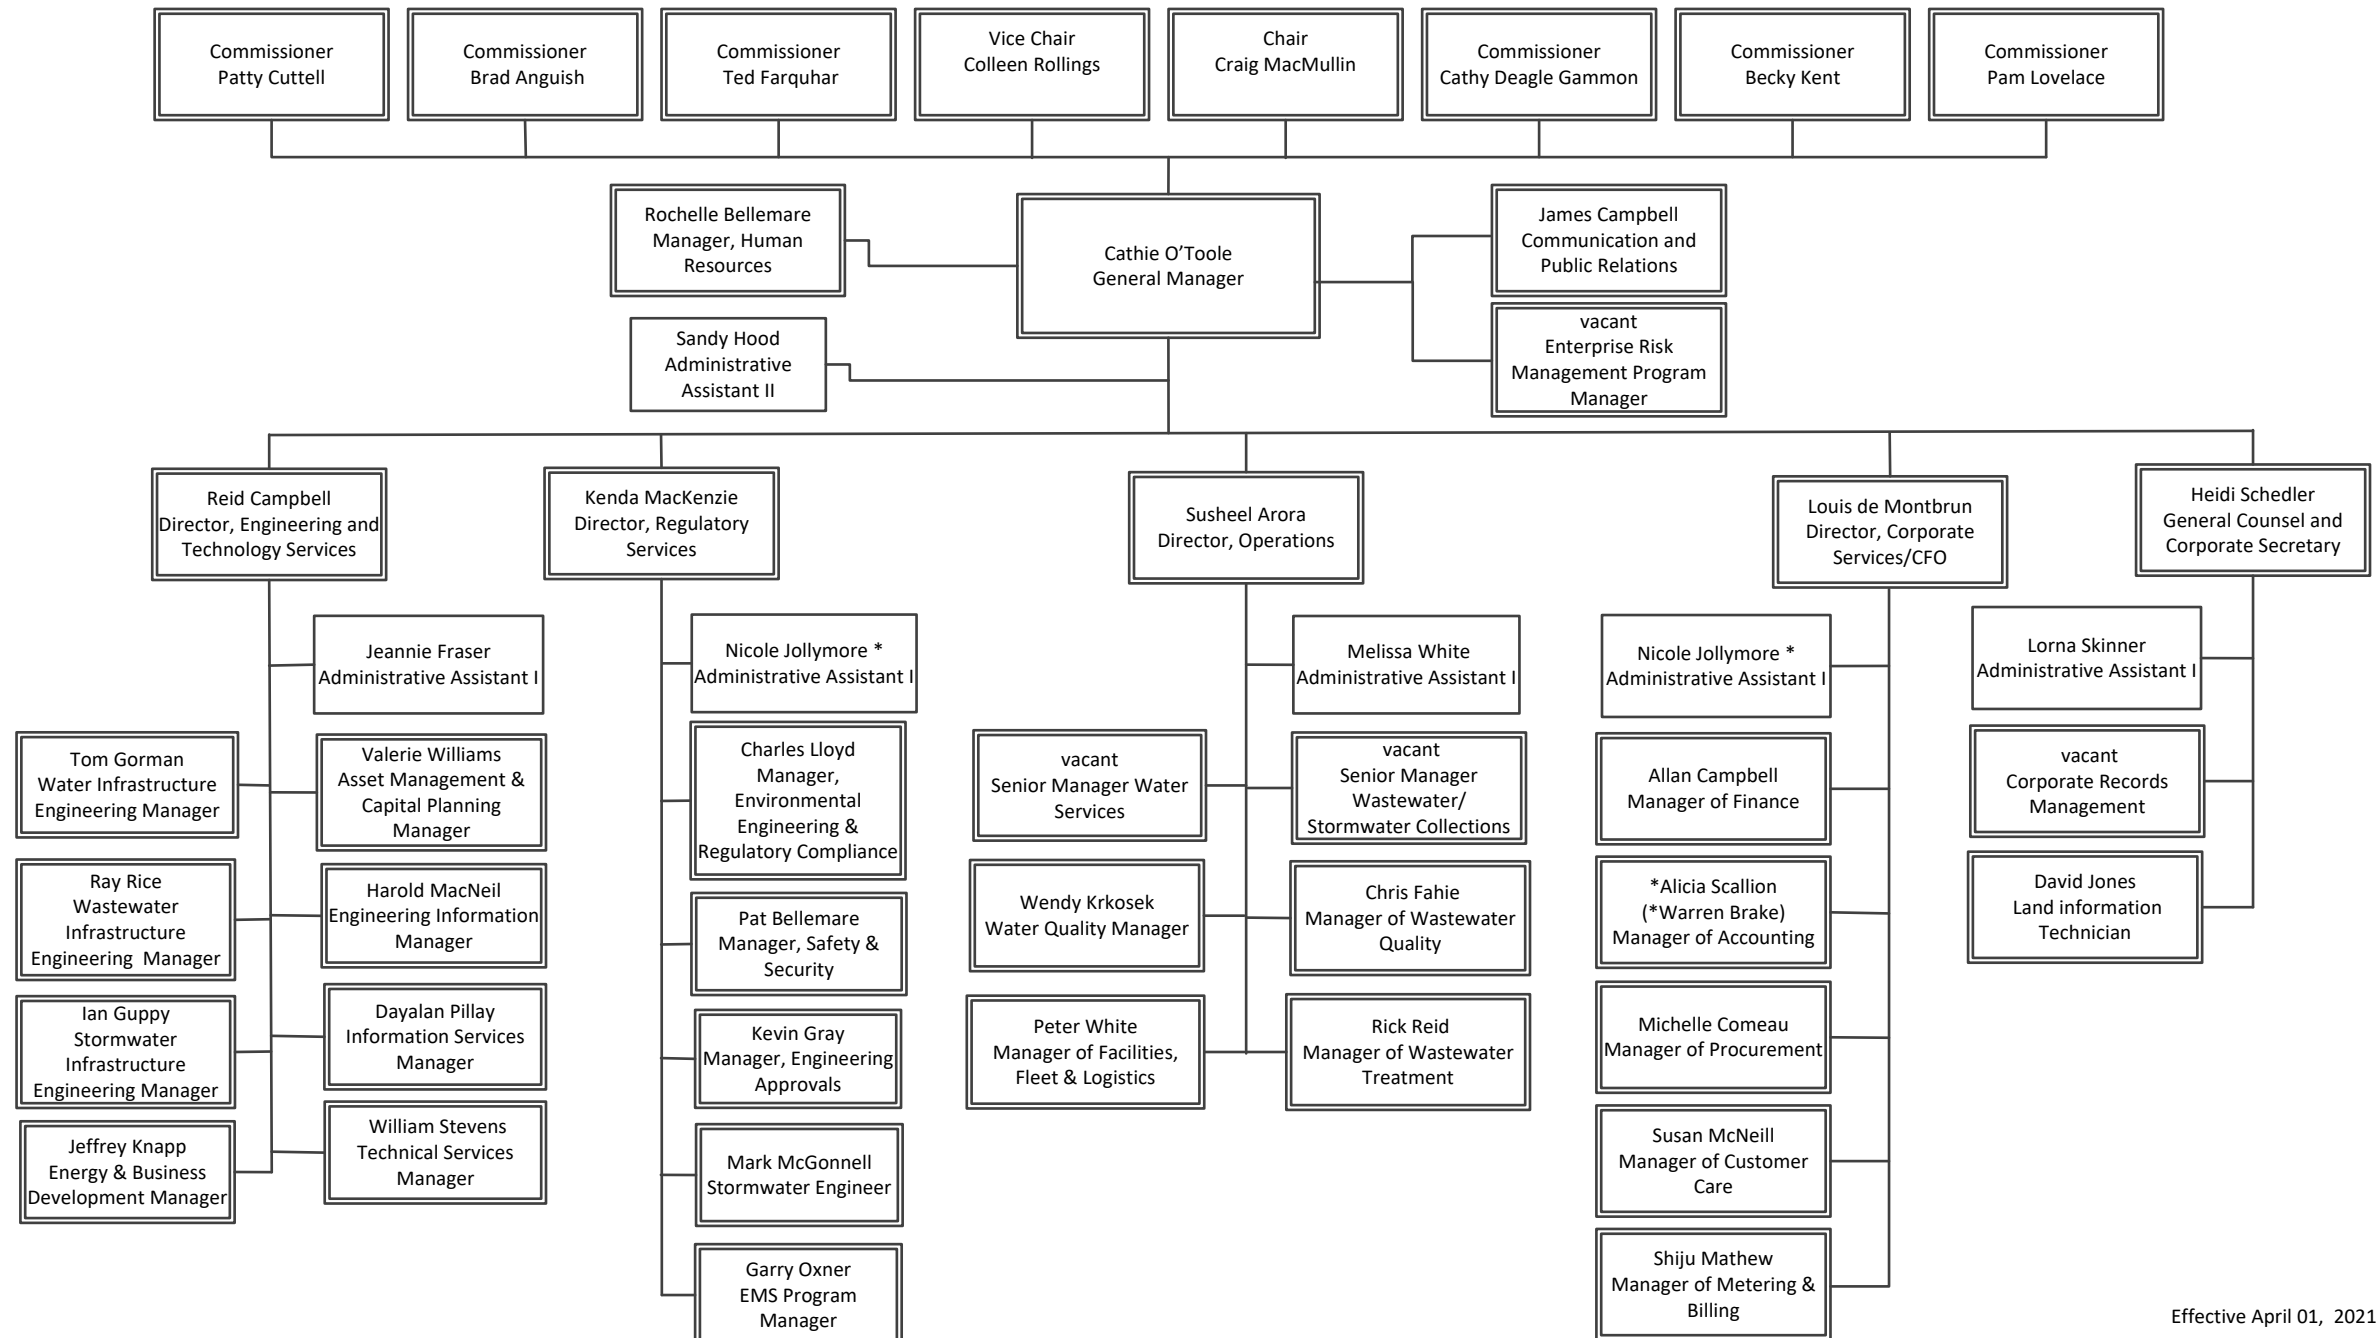 Commissioner
Patty Cuttell
Commissioner
Brad Anguish
Commissioner
Ted Farquhar
Vice Chair
Colleen Rollings
Chair
Craig MacMullin
Commissioner
Cathy Deagle Gammon
Commissioner
Becky Kent
Commissioner
Pam Lovelace
Rochelle Bellemare
Manager, Human
Resources
Cathie O’Toole
General Manager
James Campbell
Communication and
Public Relations
Sandy Hood
Administrative
Assistant II
vacant
Enterprise Risk
Management Program
Manager
Reid Campbell
Director, Engineering and
Technology Services
Kenda MacKenzie
Director, Regulatory
Services
Susheel Arora
Director, Operations
Louis de Montbrun
Director, Corporate
Services/CFO
Heidi Schedler
General Counsel and
Corporate Secretary
Jeannie Fraser
Administrative Assistant I
Tom Gorman
Water Infrastructure
Engineering Manager
Valerie Williams
Asset Management &
Capital Planning
Manager
Ray Rice
Wastewater
Infrastructure
Engineering  Manager
Harold MacNeil
Engineering Information
Manager
Ian Guppy
Stormwater
Infrastructure
Engineering Manager
Dayalan Pillay
Information Services
Manager
Jeffrey Knapp
Energy & Business
Development Manager
William Stevens
Technical Services
Manager
Nicole Jollymore *
Administrative Assistant I
Charles Lloyd
Manager,
Environmental
Engineering &
Regulatory Compliance
Pat Bellemare
Manager, Safety &
Security
Kevin Gray
Manager, Engineering
Approvals
Mark McGonnell
Stormwater Engineer
Garry Oxner
EMS Program
Manager
Melissa White
Administrative Assistant I
vacant
Senior Manager Water
Services
vacant
Senior Manager
Wastewater/
Stormwater Collections
Wendy Krkosek
Water Quality Manager
Chris Fahie
Manager of Wastewater
Quality
Peter White
Manager of Facilities,
Fleet & Logistics
Rick Reid
Manager of Wastewater
Treatment
Nicole Jollymore *
Administrative Assistant I
Allan Campbell
Manager of Finance
*Alicia Scallion
(*Warren Brake)
Manager of Accounting
Michelle Comeau
Manager of Procurement
Susan McNeill
Manager of Customer
Care
Shiju Mathew
Manager of Metering &
Billing
Lorna Skinner
Administrative Assistant I
vacant
Corporate Records
Management
David Jones
Land information
Technician
Effective April 01,  2021